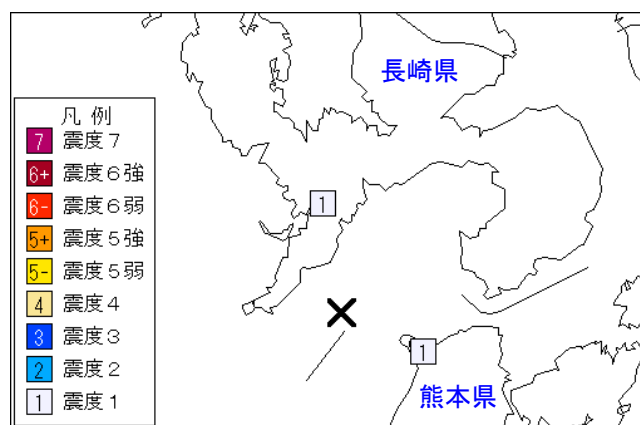 長崎県
凡 例
7 震度７
6+ 震度６強
6- 震度６弱
5+ 震度５強
5- 震度５弱
4 震度４
3 震度３
2 震度２
1 震度１
1
1
熊本県